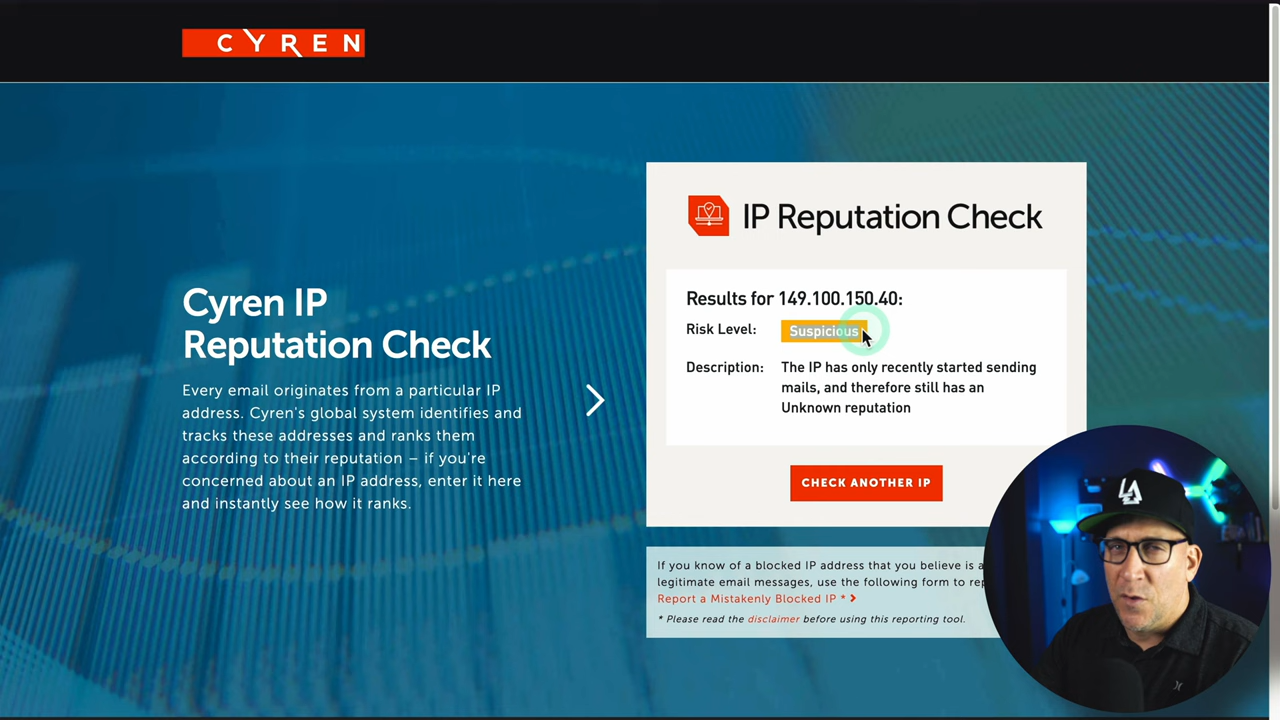 CYREN
Cyren IP
Reputation Check
Every email originates from a particular IP
address. Cyren's global system identifies and
tracks these addresses and ranks them
according to their reputation – if you're
concerned about an IP address, enter it here
and instantly see how it ranks.
IP Reputation Check
Results for 149.100.150.40:
Risk Level: Suspicious
Description: The IP has only recently started sending
mails, and therefore still has an
Unknown reputation
CHECK ANOTHER IP
If you know of a blocked IP address that you believe is a
legitimate email messages, use the following form to
Report a Mistakenly Blocked IP *
* Please read the disclaimer before using this reporting tool.
LA